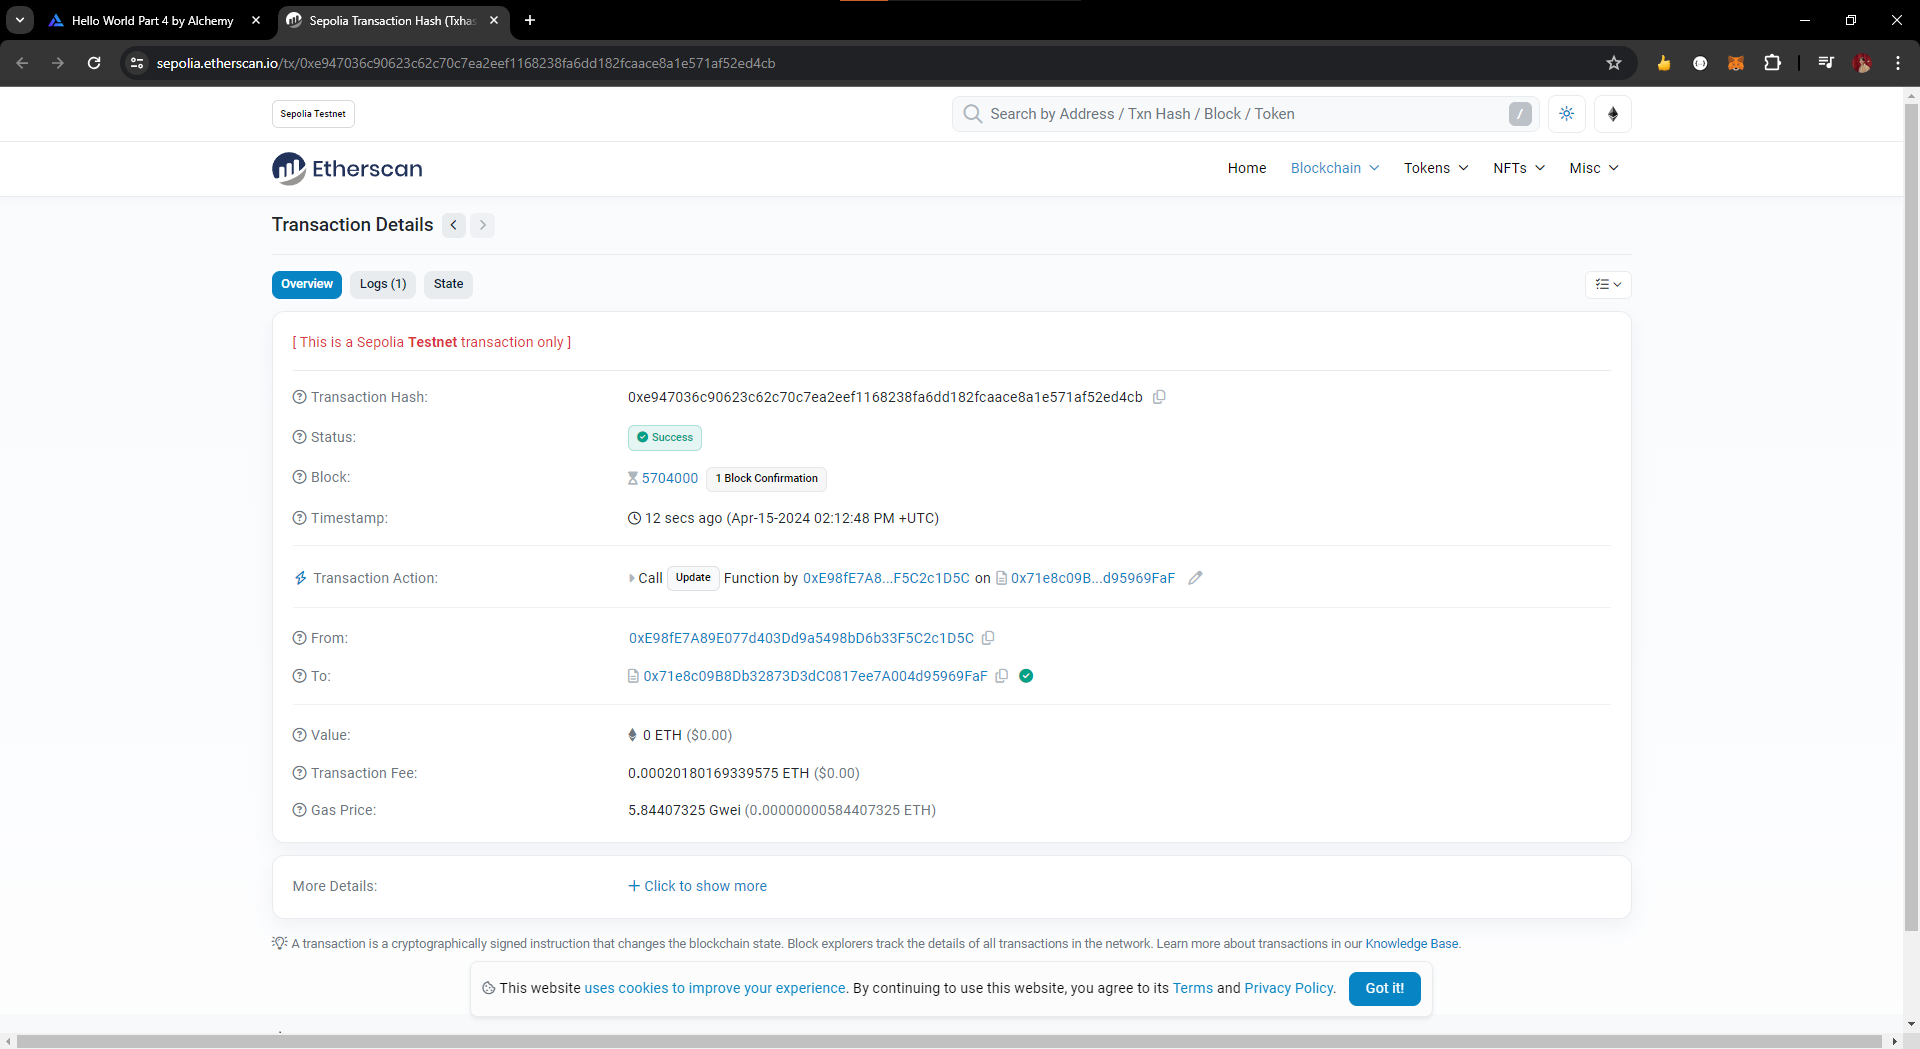 Hello World Part 4 by Alchemy
Sepolia Transaction Hash (Txhas
sepolia.etherscan.io/tx/0xe947036c90623c62c70c7ea2eef1168238fa6dd182fcaace8a1e571af52ed4cb
Sepolia Testnet
Search by Address / Txn Hash / Block / Token
/
Etherscan
Home Blockchain Tokens NFTs Misc
Transaction Details
Overview Logs (1) State
[ This is a Sepolia Testnet transaction only ]
Transaction Hash: 0xe947036c90623c62c70c7ea2eef1168238fa6dd182fcaace8a1e571af52ed4cb
Status: Success
Block: 5704000 1 Block Confirmation
Timestamp: 12 secs ago (Apr-15-2024 02:12:48 PM +UTC)
Transaction Action: Call Update Function by 0xE98fE7A8...F5C2c1D5C on 0x71e8c09B...d95969FaF
From: 0xE98fE7A89E077d403Dd9a5498bD6b33F5C2c1D5C
To: 0x71e8c09B8Db32873D3dC0817ee7A004d95969FaF
Value: 0 ETH ($0.00)
Transaction Fee: 0.00020180169339575 ETH ($0.00)
Gas Price: 5.84407325 Gwei (0.00000000584407325 ETH)
More Details: Click to show more
A transaction is a cryptographically signed instruction that changes the blockchain state. Block explorers track the details of all transactions in the network. Learn more about transactions in our Knowledge Base.
This website uses cookies to improve your experience. By continuing to use this website, you agree to its Terms and Privacy Policy. Got it!